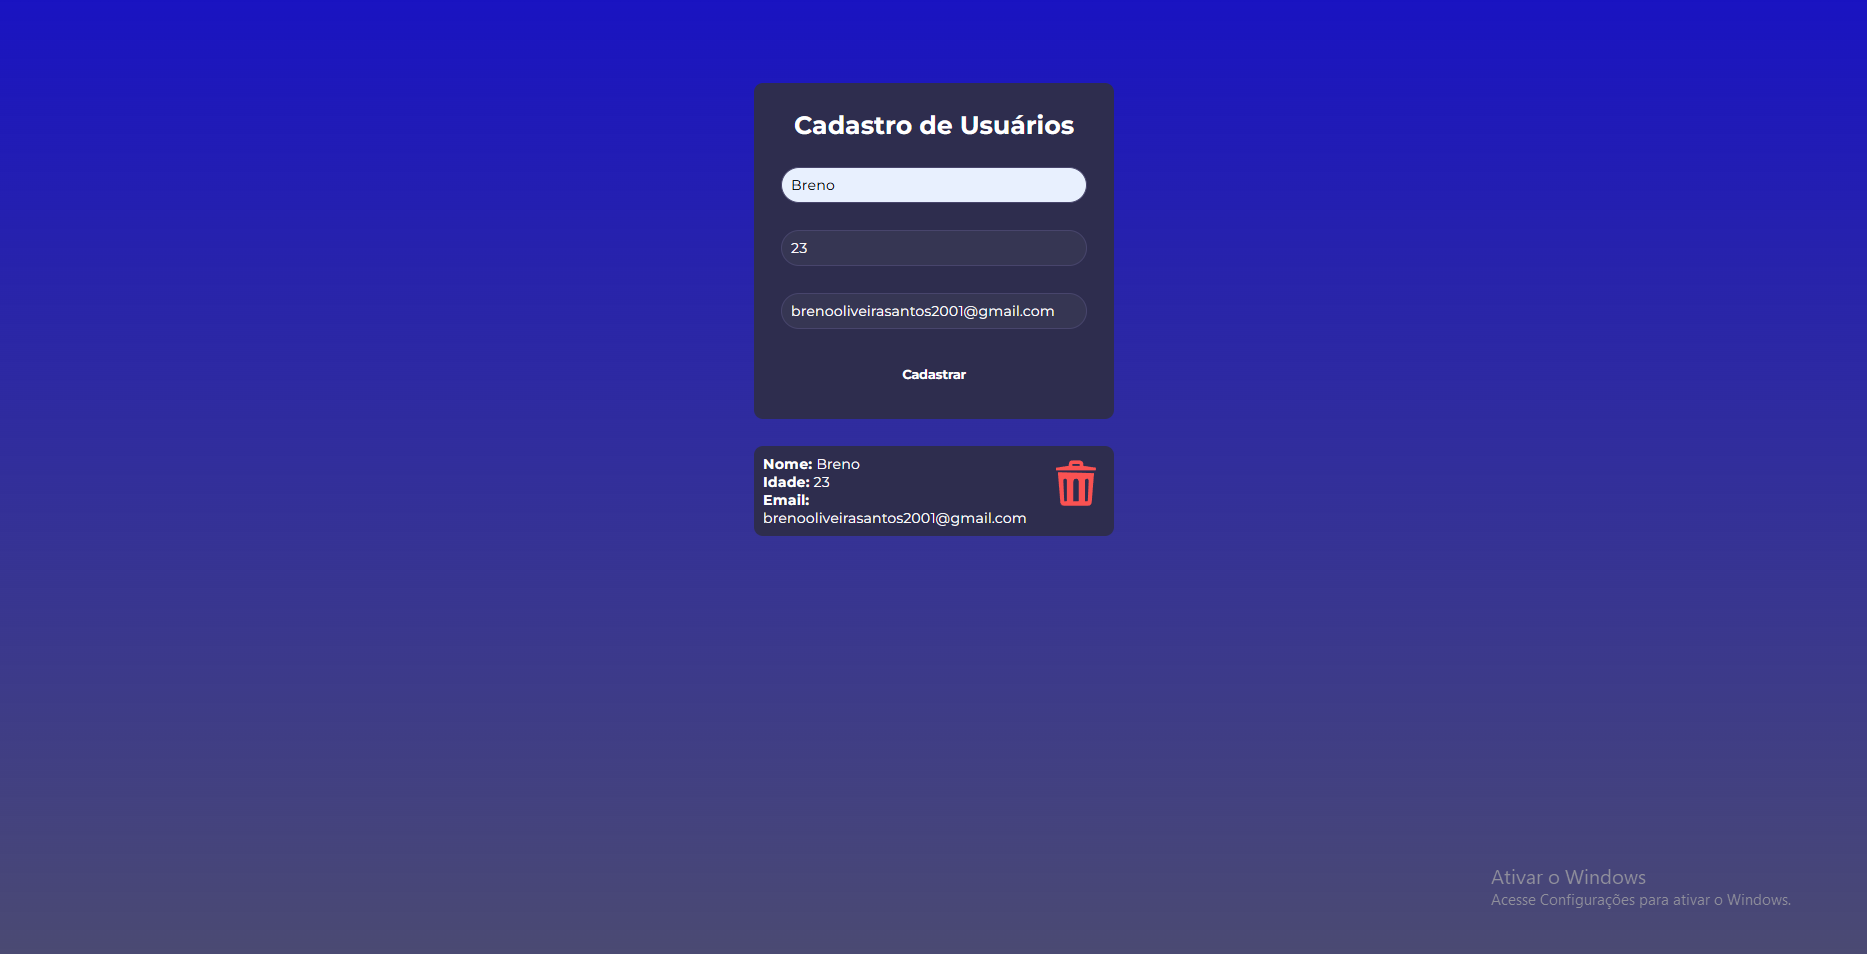 Cadastro de Usuários
Breno
23
brenooliveirasantos2001@gmail.com
Cadastrar
Nome: Breno
Idade: 23
Email:
brenooliveirasantos2001@gmail.com
Ativar o Windows
Acesse Configurações para ativar o Windows.